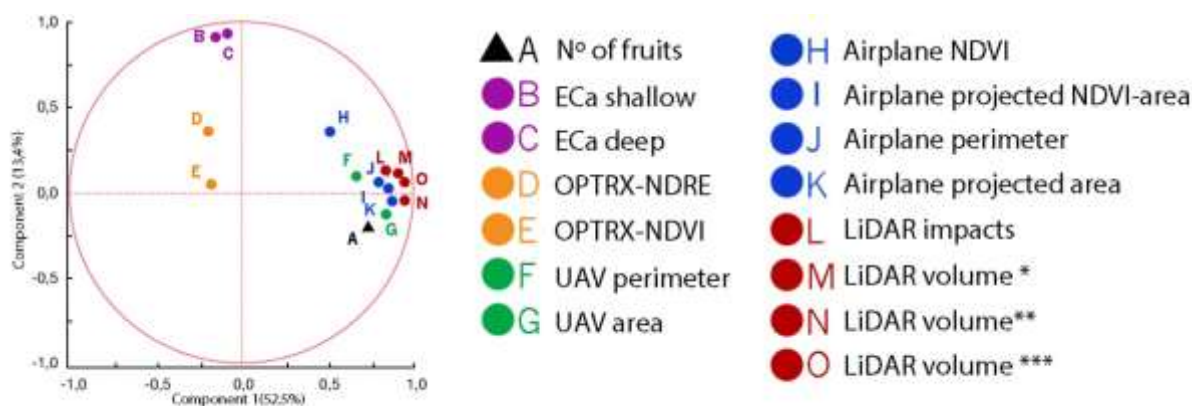 1,0
0,5
0,0
-0,5
-1,0
Component 2 (13,4%)
-1,0 -0,5 0,0 0,5 1,0
Component 1(52,5%)
B
C
D
E
H
F
L
M
J
O
I
K
N
A
G
A Nº of fruits
B ECa shallow
C ECa deep
D OPTRX-NDRE
E OPTRX-NDVI
F UAV perimeter
G UAV area
H Airplane NDVI
I Airplane projected NDVI-area
J Airplane perimeter
K Airplane projected area
L LiDAR impacts
M LiDAR volume *
N LiDAR volume**
O LiDAR volume ***